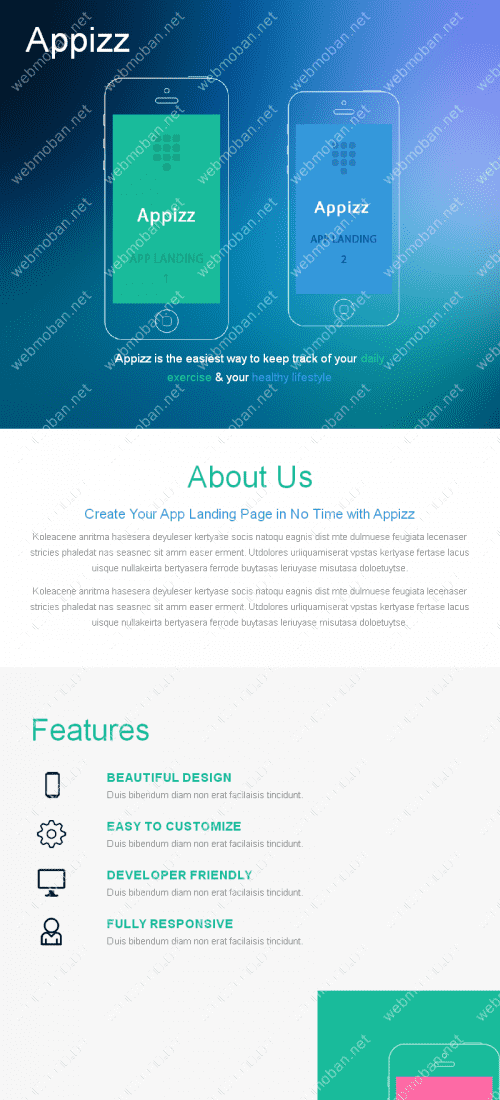 Appizz
Appizz
APP LANDING
1
Appizz
APP LANDING
2
Appizz is the easiest way to keep track of your daily
exercise & your healthy lifestyle
About Us
Create Your App Landing Page in No Time with Appizz
Koleacene anritma hasesera deyuleser kertyase socis natoqu eagnis dist mte dulmuese feugiata lecenaser
stricies phaledat nas seasnec sit amm easer erment. Utdolores urliquamiserat vpstas kertyase fertase lacus
uisque nullakeirta bertyasera ferrode buytasas leriuyase misutasa doloetuytse.
Koleacene anritma hasesera deyuleser kertyase socis natoqu eagnis dist mte dulmuese feugiata lecenaser
stricies phaledat nas seasnec sit amm easer erment. Utdolores urliquamiserat vpstas kertyase fertase lacus
uisque nullakeirta bertyasera ferrode buytasas leriuyase misutasa doloetuytse.
Features
BEAUTIFUL DESIGN
Duis bibendum diam non erat facilaisis tincidunt.
EASY TO CUSTOMIZE
Duis bibendum diam non erat facilaisis tincidunt.
DEVELOPER FRIENDLY
Duis bibendum diam non erat facilaisis tincidunt.
FULLY RESPONSIVE
Duis bibendum diam non erat facilaisis tincidunt.
webmoban.net